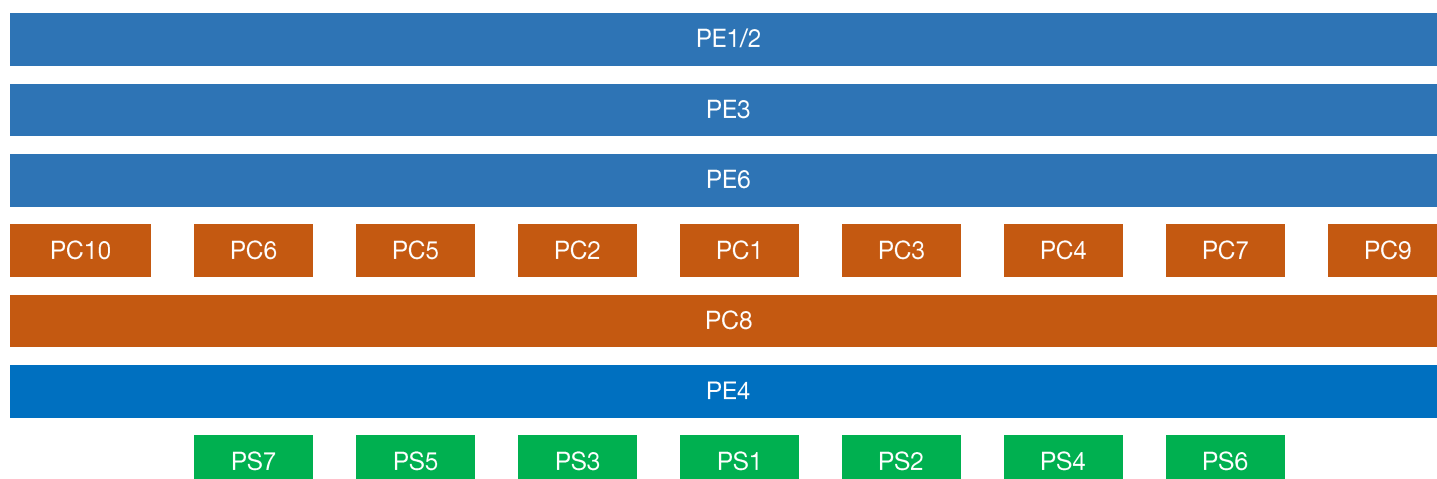 PE1/2
PE3
PE6
PC10 PC6 PC5 PC2 PC1 PC3 PC4 PC7 PC9
PC8
PE4
PS7 PS5 PS3 PS1 PS2 PS4 PS6